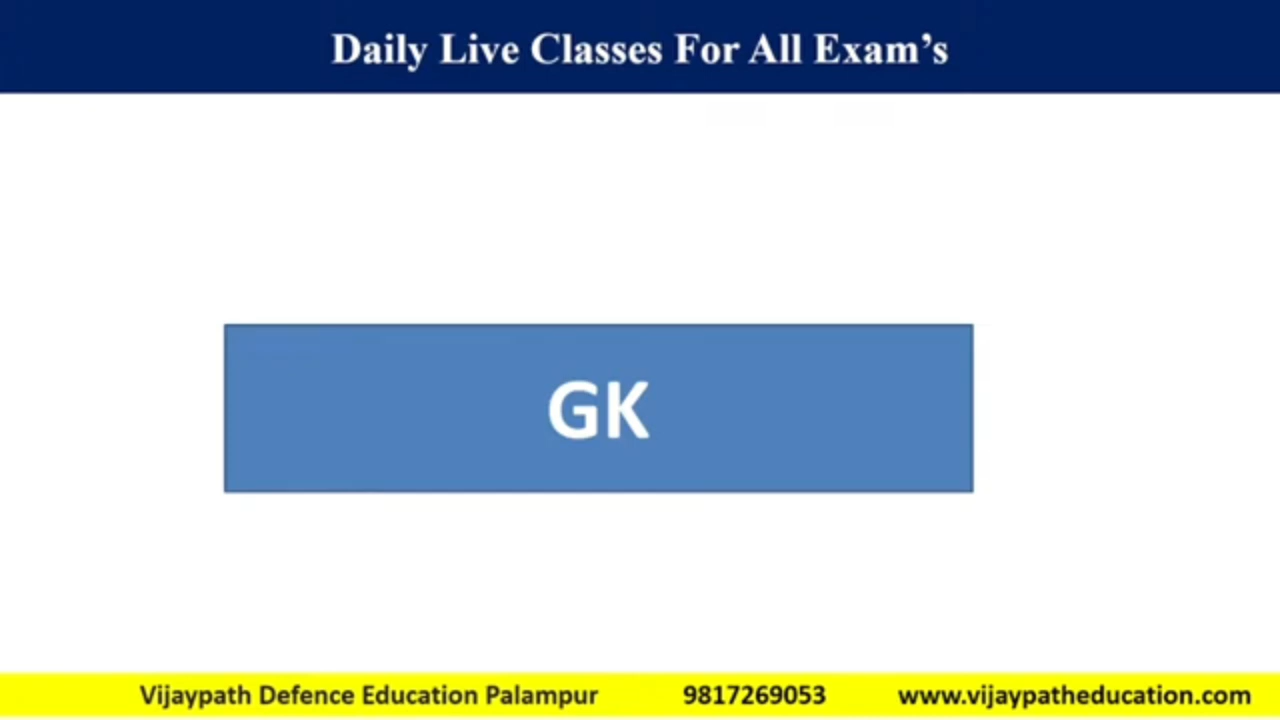 Daily Live Classes For All Exam’s
GK
Vijaypath Defence Education Palampur 9817269053 www.vijaypatheducation.com